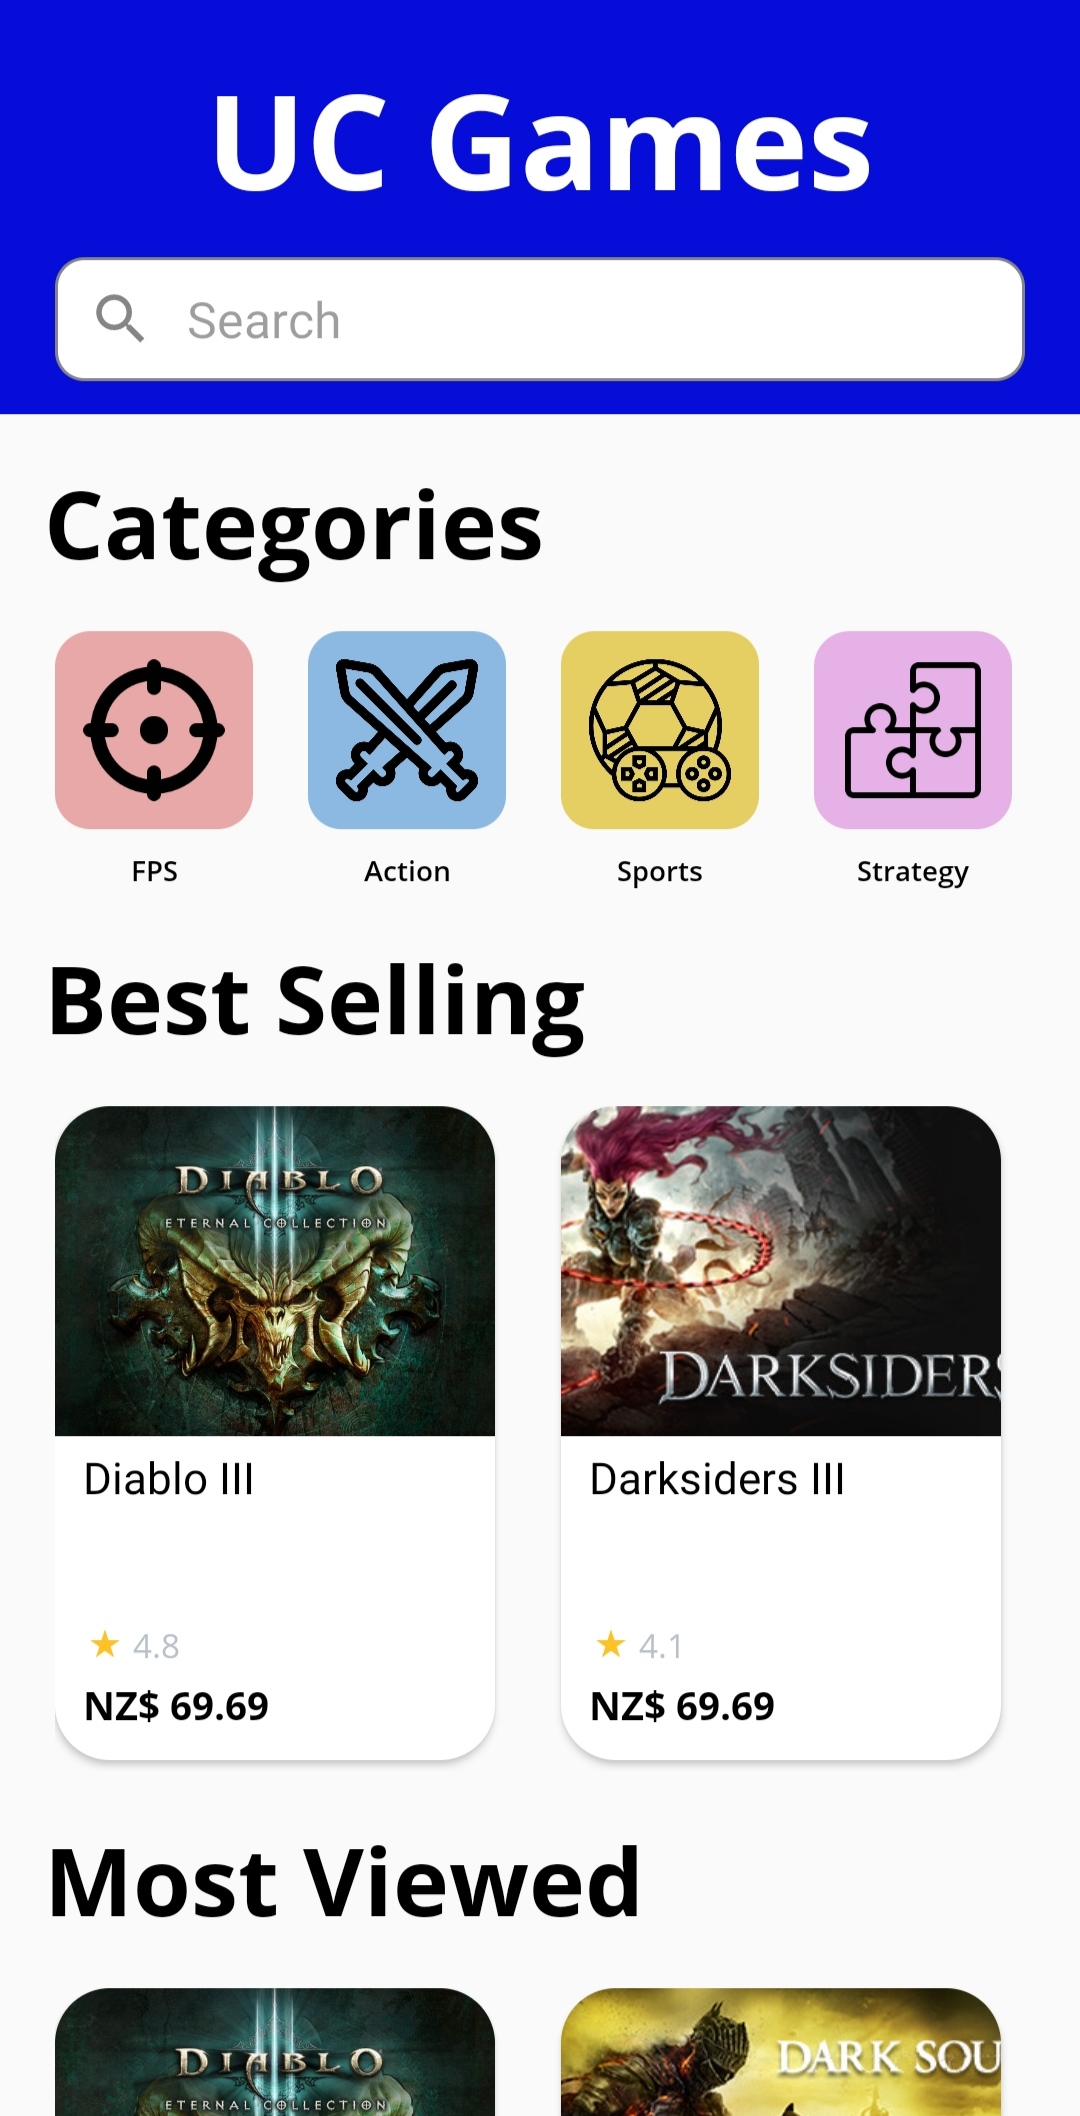 UC Games
Search
Categories
FPS
Action
Sports
Strategy
Best Selling
DIABLO
ETERNAL COLLECTION
DARKSIDERS
Diablo III
Darksiders III
★ 4.8
★ 4.1
NZ$ 69.69
NZ$ 69.69
Most Viewed
DIABLO
ETERNAL COLLECTION
DARK SOU